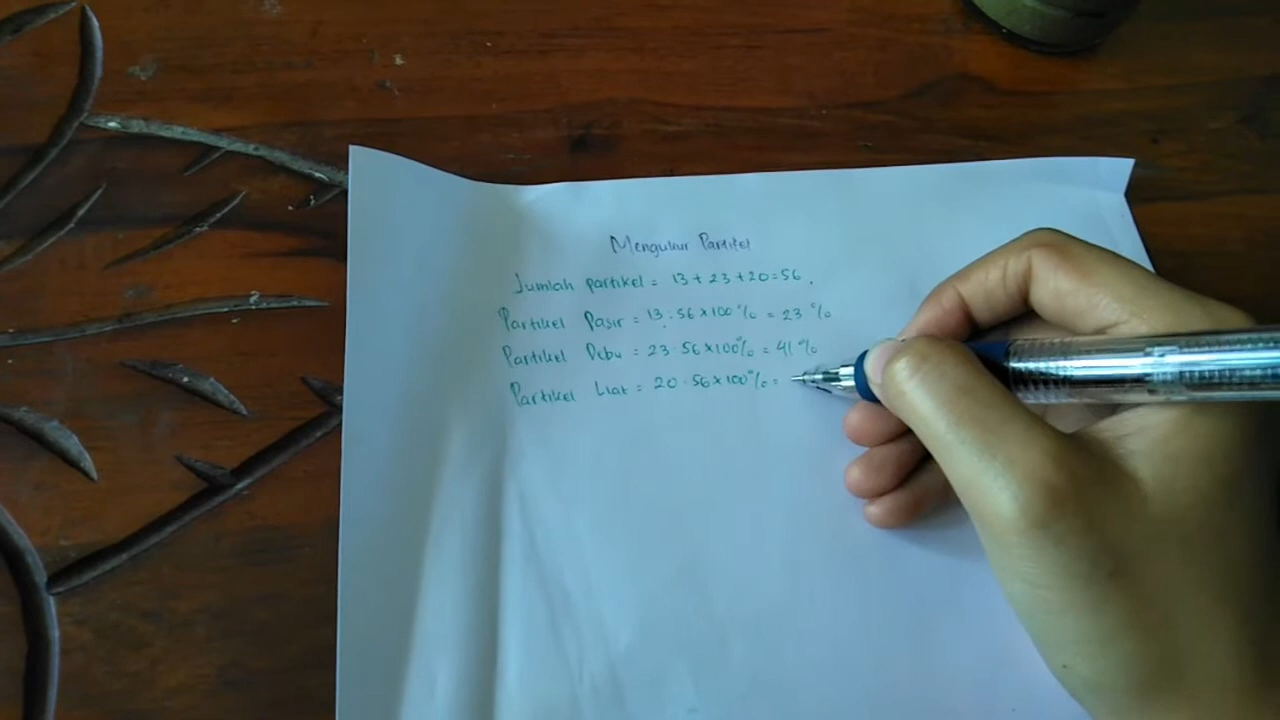 Mengukur Partikel
Jumlah partikel = 13 + 23 + 20 = 56.
Partikel Pasir = 13 : 56 x 100 % = 23 %
Partikel Debu = 23 : 56 x 100% = 41 %
Partikel Liat = 20 : 56 x 100% =